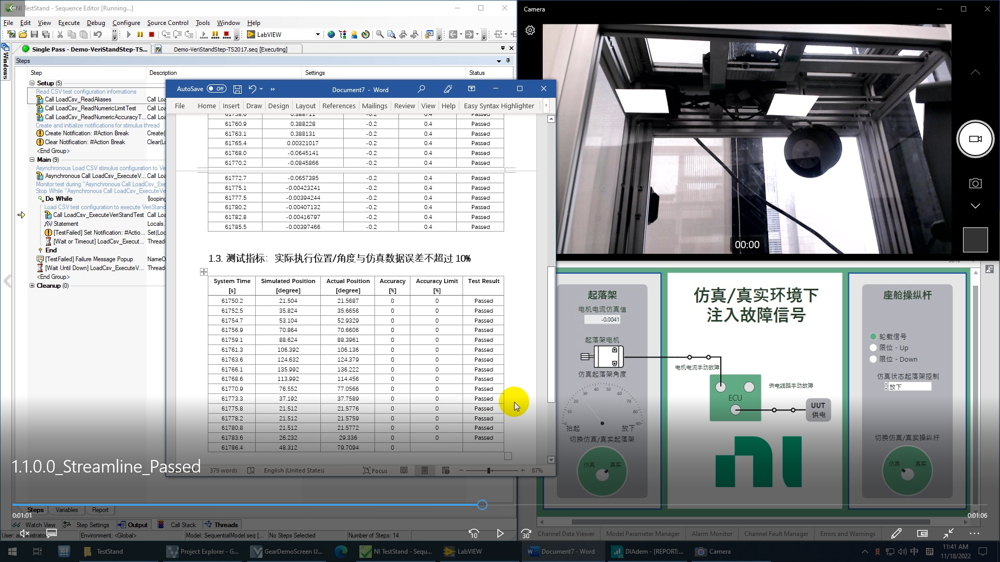 NI TestStand - Sequence Editor [Running...]
File Edit View Execute Debug Configure Source Control Tools Window Help
LabVIEW
Single Pass - Demo-VeriStandStep-TS...
Demo-VeriStandStep-TS2017.seq [Executing]
Windows
Steps
Step Description Settings Status
Setup (5)
Read CSV test configuration informations
Call LoadCsv_ReadAliases Call Loa
Call LoadCsv_ReadNumericLimitTest Call Loa
Call LoadCsv_ReadNumericAccuracyT... Call Loa
Create and initialize notifications for stimulus thread
Create Notification: #Action Break Create(
Clear Notification: #Action Break Clear(Lo
<End Group>
Main (9)
Asynchronous Load CSV stimulus configuration to Ve
Asynchronous Call LoadCsv_ExecuteV... Call Loa
Monitor test during "Asynchronous Call LoadCsv_Exe
Stop While "Asynchronous Call LoadCsv_ExecuteVe
Do While {looping
Load CSV test configuration to execute VeriStand
Call LoadCsv_ExecuteVeriStandTest Call Loa
Statement Locals.
[TestFailed] Set Notification: #Actio... Set(Loc
[Wait or Timeout] LoadCsv_Execut... Thread(
End
[TestFailed] Failure Message Popup NameO
[Wait Until Down] LoadCsv_ExecuteV... Thread(
<End Group>
Cleanup (0)
AutoSave Off
Document7 - Word
File Home Insert Draw Design Layout References Mailings Review View Help Easy Syntax Highlighter
61758.6 0.388711 -0.2 0.4 Passed
61760.9 0.388228 -0.2 0.4 Passed
61763.1 0.388131 -0.2 0.4 Passed
61765.4 0.00321017 -0.2 0.4 Passed
61768.0 -0.0645141 -0.2 0.4 Passed
61770.2 -0.0845866 -0.2 0.4 Passed
61772.7 -0.0657385 -0.2 0.4 Passed
61775.1 -0.00423241 -0.2 0.4 Passed
61777.5 -0.00394244 -0.2 0.4 Passed
61780.2 -0.00407132 -0.2 0.4 Passed
61782.8 -0.00416797 -0.2 0.4 Passed
61785.5 -0.00397466 -0.2 0.4 Passed
1.3. 测试指标: 实际执行位置/角度与仿真数据误差不超过 10%
System Time Simulated Position Actual Position Accuracy Accuracy Limit Test Result
[s] [degree] [degree] [%] [%]
61750.2 21.504 21.5687 0 0 Passed
61752.5 35.824 35.6656 0 0 Passed
61754.7 53.104 52.9329 0 0 Passed
61756.9 70.864 70.6606 0 0 Passed
61759.1 88.624 88.3961 0 0 Passed
61761.3 106.392 106.136 0 0 Passed
61763.6 124.632 124.379 0 0 Passed
61766.1 135.992 136.222 0 0 Passed
61768.6 113.992 114.456 0 0 Passed
61770.9 76.552 77.0566 0 0 Passed
61773.3 37.192 37.7589 0 0 Passed
61775.8 21.512 21.5776 0 0 Passed
61778.2 21.512 21.5759 0 0 Passed
61780.8 21.512 21.5772 0 0 Passed
61783.6 26.232 29.336 0 0 Passed
61786.4 48.312 79.7094 0
379 words English (United States) Focus 87%
Camera
00:00
起落架
电机电流仿真值
-0.0041
起落架电机
仿真起落架角度
0 10 20 30 40 50 60 70 80 90
抬起 放下
切换仿真/真实起落架
仿真 真实
仿真/真实环境下
注入故障信号
电机电流手动故障
供电线路手动故障
ECU
UUT
供电
座舱操纵杆
轮载信号
限位 - Up
限位 - Down
仿真状态起落架控制
放下
切换仿真/真实操纵杆
仿真 真实
1.1.0.0_Streamline_Passed
Steps Variables Report
0:01:01
0:01:06
Watch View Step Settings Output Call Stack Threads
User: administrator Environment: <Global> Model: SequentialModel.seq [... No Steps Selected Number of Steps: 14
10
30
Channel Data Viewer Model Parameter Manager Alarm Monitor Channel Fault Manager Errors and Warnings
TestStand
Project Explorer - G...
GearDemoScreen U...
NI TestStand - Sequ...
LabVIEW
Document7 - Word
DIAdem - [REPORT:...
Camera
中
拼
11:41 AM
11/18/2022